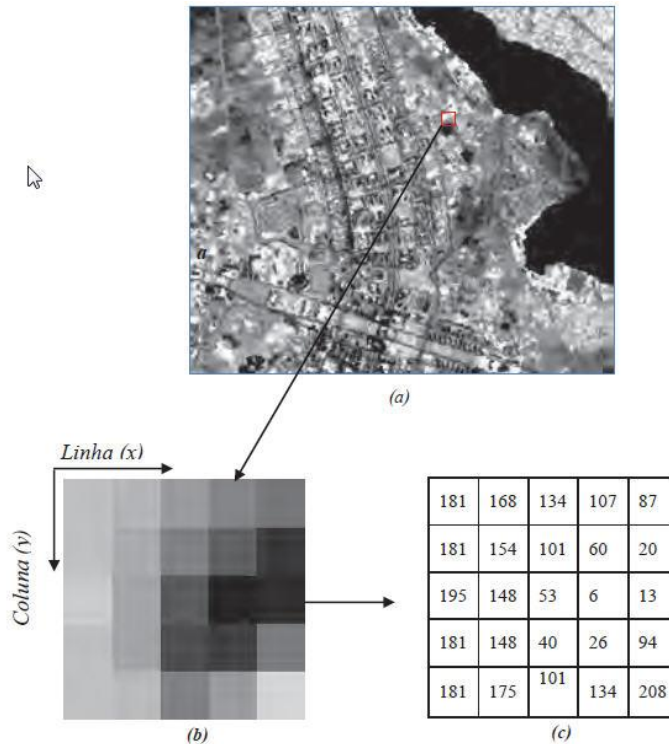 a
(a)
Linha (x)
Coluna (y)
181 168 134 107 87
181 154 101 60 20
195 148 53 6 13
181 148 40 26 94
181 175 101 134 208
(b)
(c)